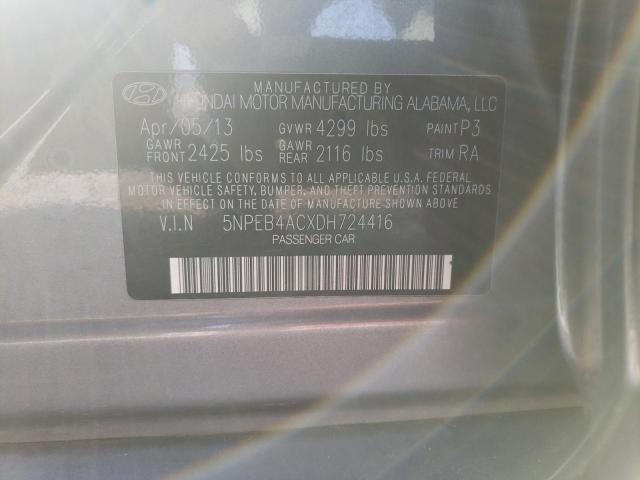 MANUFACTURED BY
HYUNDAI MOTOR MANUFACTURING ALABAMA, LLC
Apr/05/13 GVWR 4299 lbs PAINT P3
GAWR FRONT 2425 lbs GAWR REAR 2116 lbs TRIM RA
THIS VEHICLE CONFORMS TO ALL APPLICABLE U.S.A. FEDERAL
MOTOR VEHICLE SAFETY, BUMPER, AND THEFT PREVENTION STANDARDS
IN EFFECT ON THE DATE OF MANUFACTURE SHOWN ABOVE
V.I.N 5NPEB4ACXDH724416
PASSENGER CAR